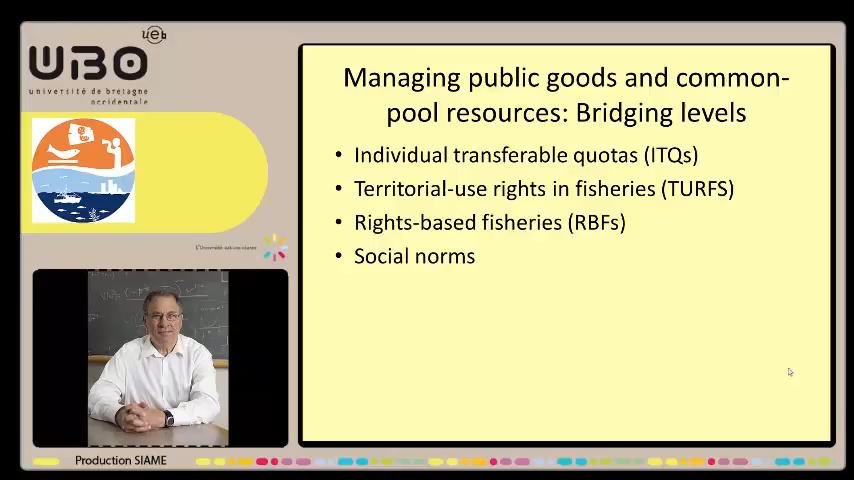 ueb
UBO
université de bretagne
occidentale
Managing public goods and common-
pool resources: Bridging levels
• Individual transferable quotas (ITQs)
• Territorial-use rights in fisheries (TURFS)
• Rights-based fisheries (RBFs)
• Social norms
Production SIAME